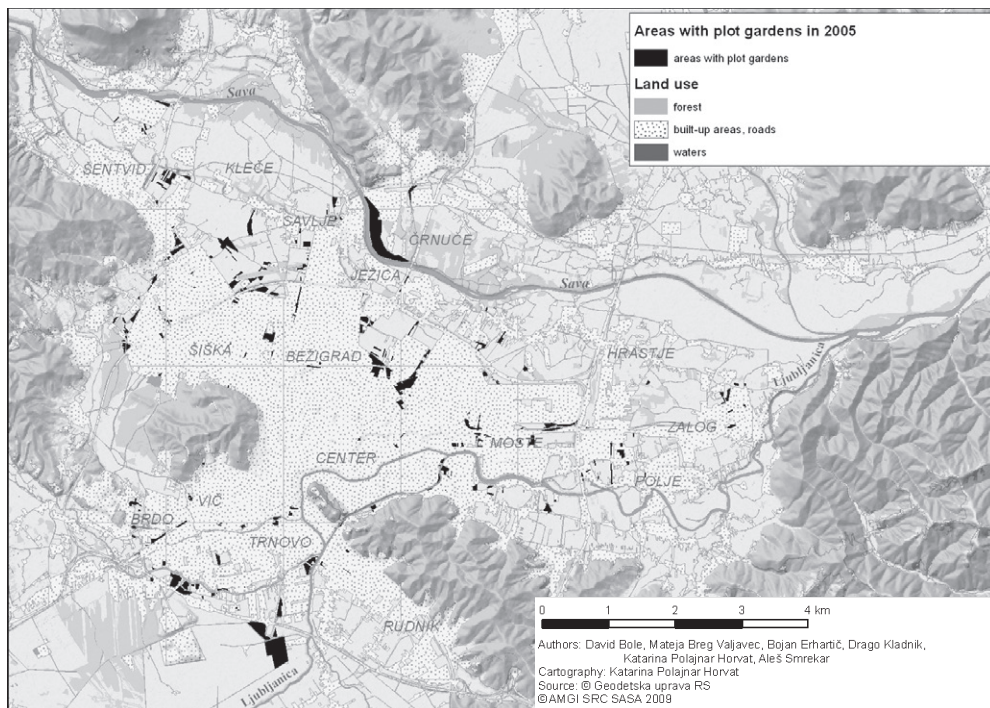 Areas with plot gardens in 2005
areas with plot gardens
Land use
forest
built-up areas, roads
waters
Sava
ŠENTVID
KLEČE
SAVLJE
ČRNUČE
JEŽICA
Sava
ŠIŠKA
BEŽIGRAD
HRASTJE
Ljubljanica
ZALOG
MOSTE
CENTER
POLJE
VIČ
BRDO
TRNOVO
RUDNIK
Ljubljanica
0 1 2 3 4 km
Authors: David Bole, Mateja Breg Valjavec, Bojan Erhartič, Drago Kladnik,
Katarina Polajnar Horvat, Aleš Smrekar
Cartography: Katarina Polajnar Horvat
Source: © Geodetska uprava RS
©AMGI SRC SASA 2009